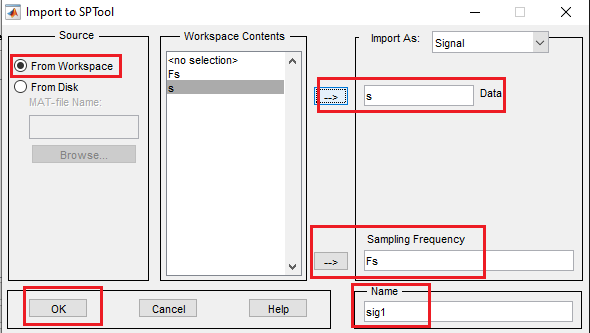 Import to SPTool
Source
From Workspace
From Disk
MAT-file Name:
Browse...
Workspace Contents
<no selection>
Fs
s
Import As:
Signal
-->
s
Data
Sampling Frequency
-->
Fs
OK
Cancel
Help
Name
sig1